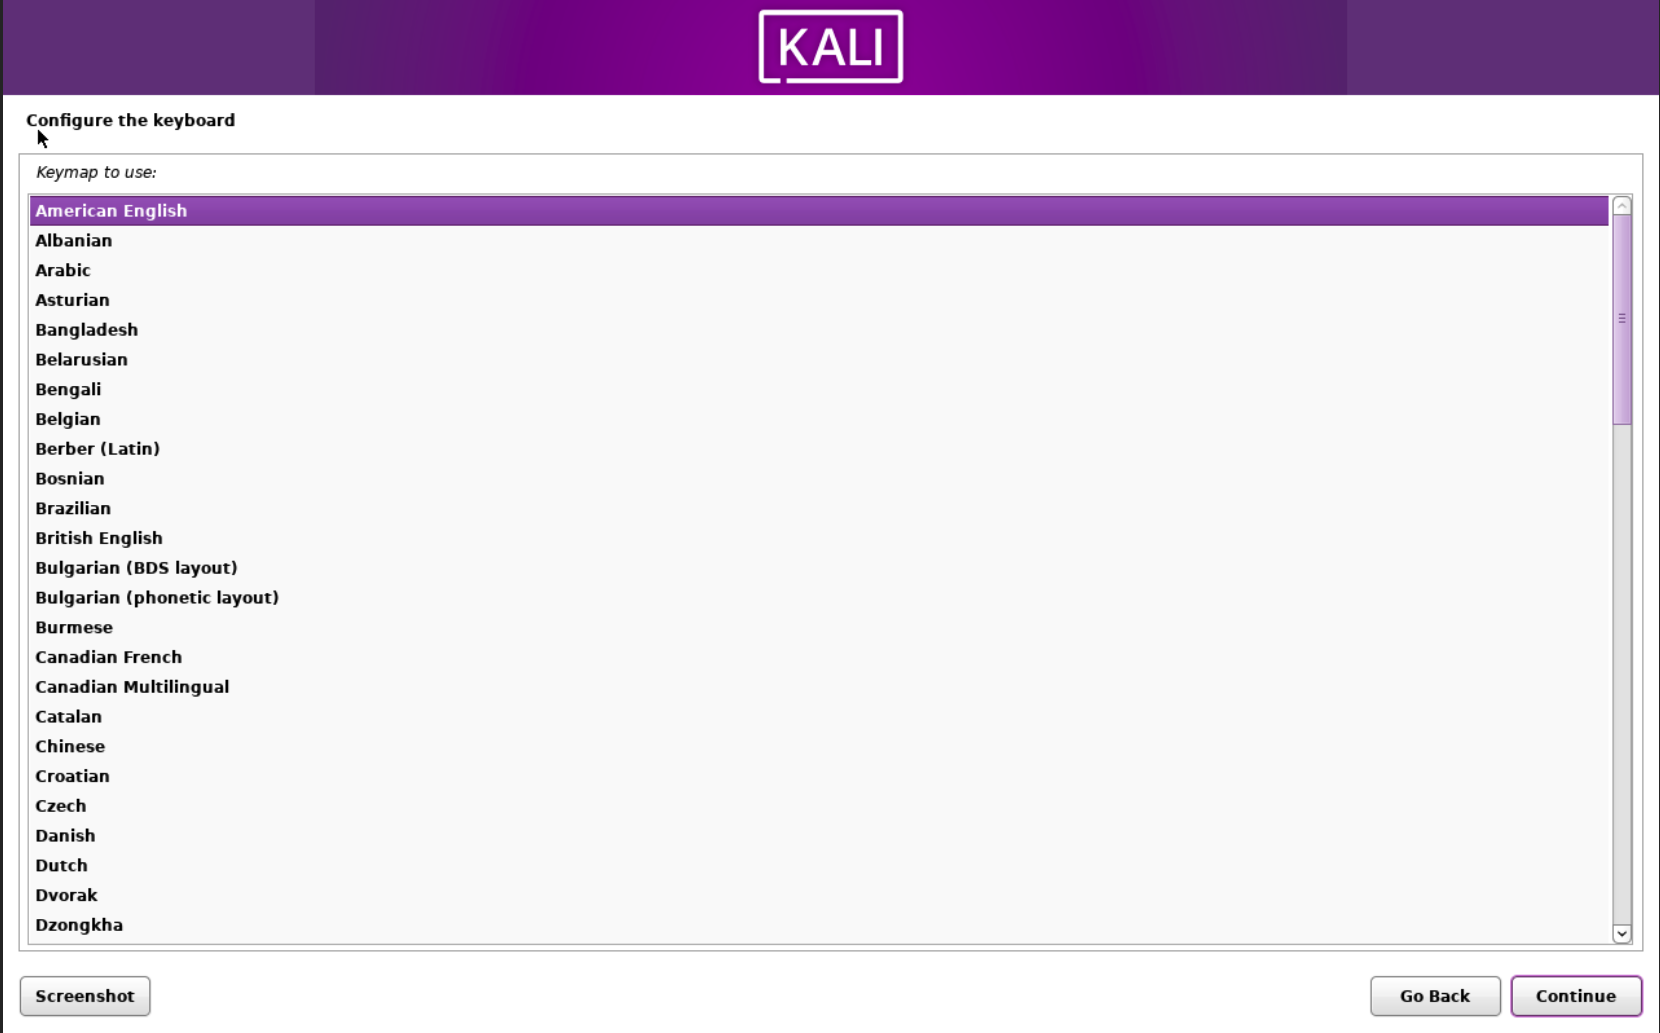 KALI
Configure the keyboard
Keymap to use:
American English
Albanian
Arabic
Asturian
Bangladesh
Belarusian
Bengali
Belgian
Berber (Latin)
Bosnian
Brazilian
British English
Bulgarian (BDS layout)
Bulgarian (phonetic layout)
Burmese
Canadian French
Canadian Multilingual
Catalan
Chinese
Croatian
Czech
Danish
Dutch
Dvorak
Dzongkha
Screenshot
Go Back
Continue